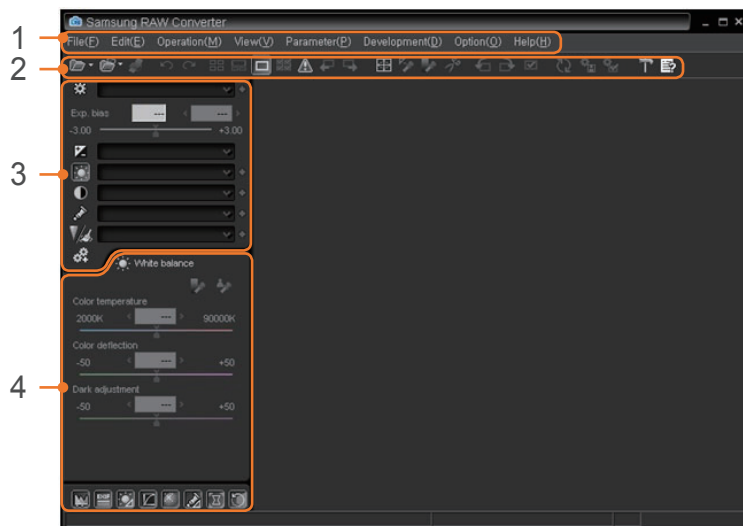 Samsung RAW Converter
1
File(F) Edit(E) Operation(M) View(V) Parameter(P) Development(D) Option(O) Help(H)
2
Exp. bias --- ---
-3.00 +3.00
3
White balance
Color temperature
2000K --- 90000K
Color deflection
-50 --- +50
4
Dark adjustment
-50 --- +50
EXIF